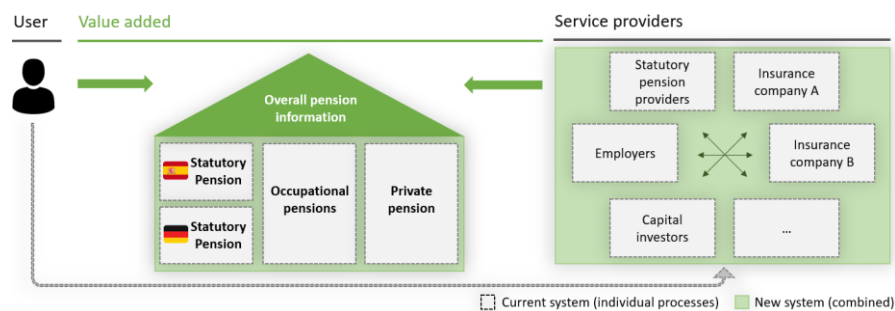 User
Value added
Service providers
Overall pension
information
Statutory
Pension
Statutory
Pension
Occupational
pensions
Private
pension
Statutory
pension
providers
Insurance
company A
Employers
Insurance
company B
Capital
investors
...
Current system (individual processes)
New system (combined)